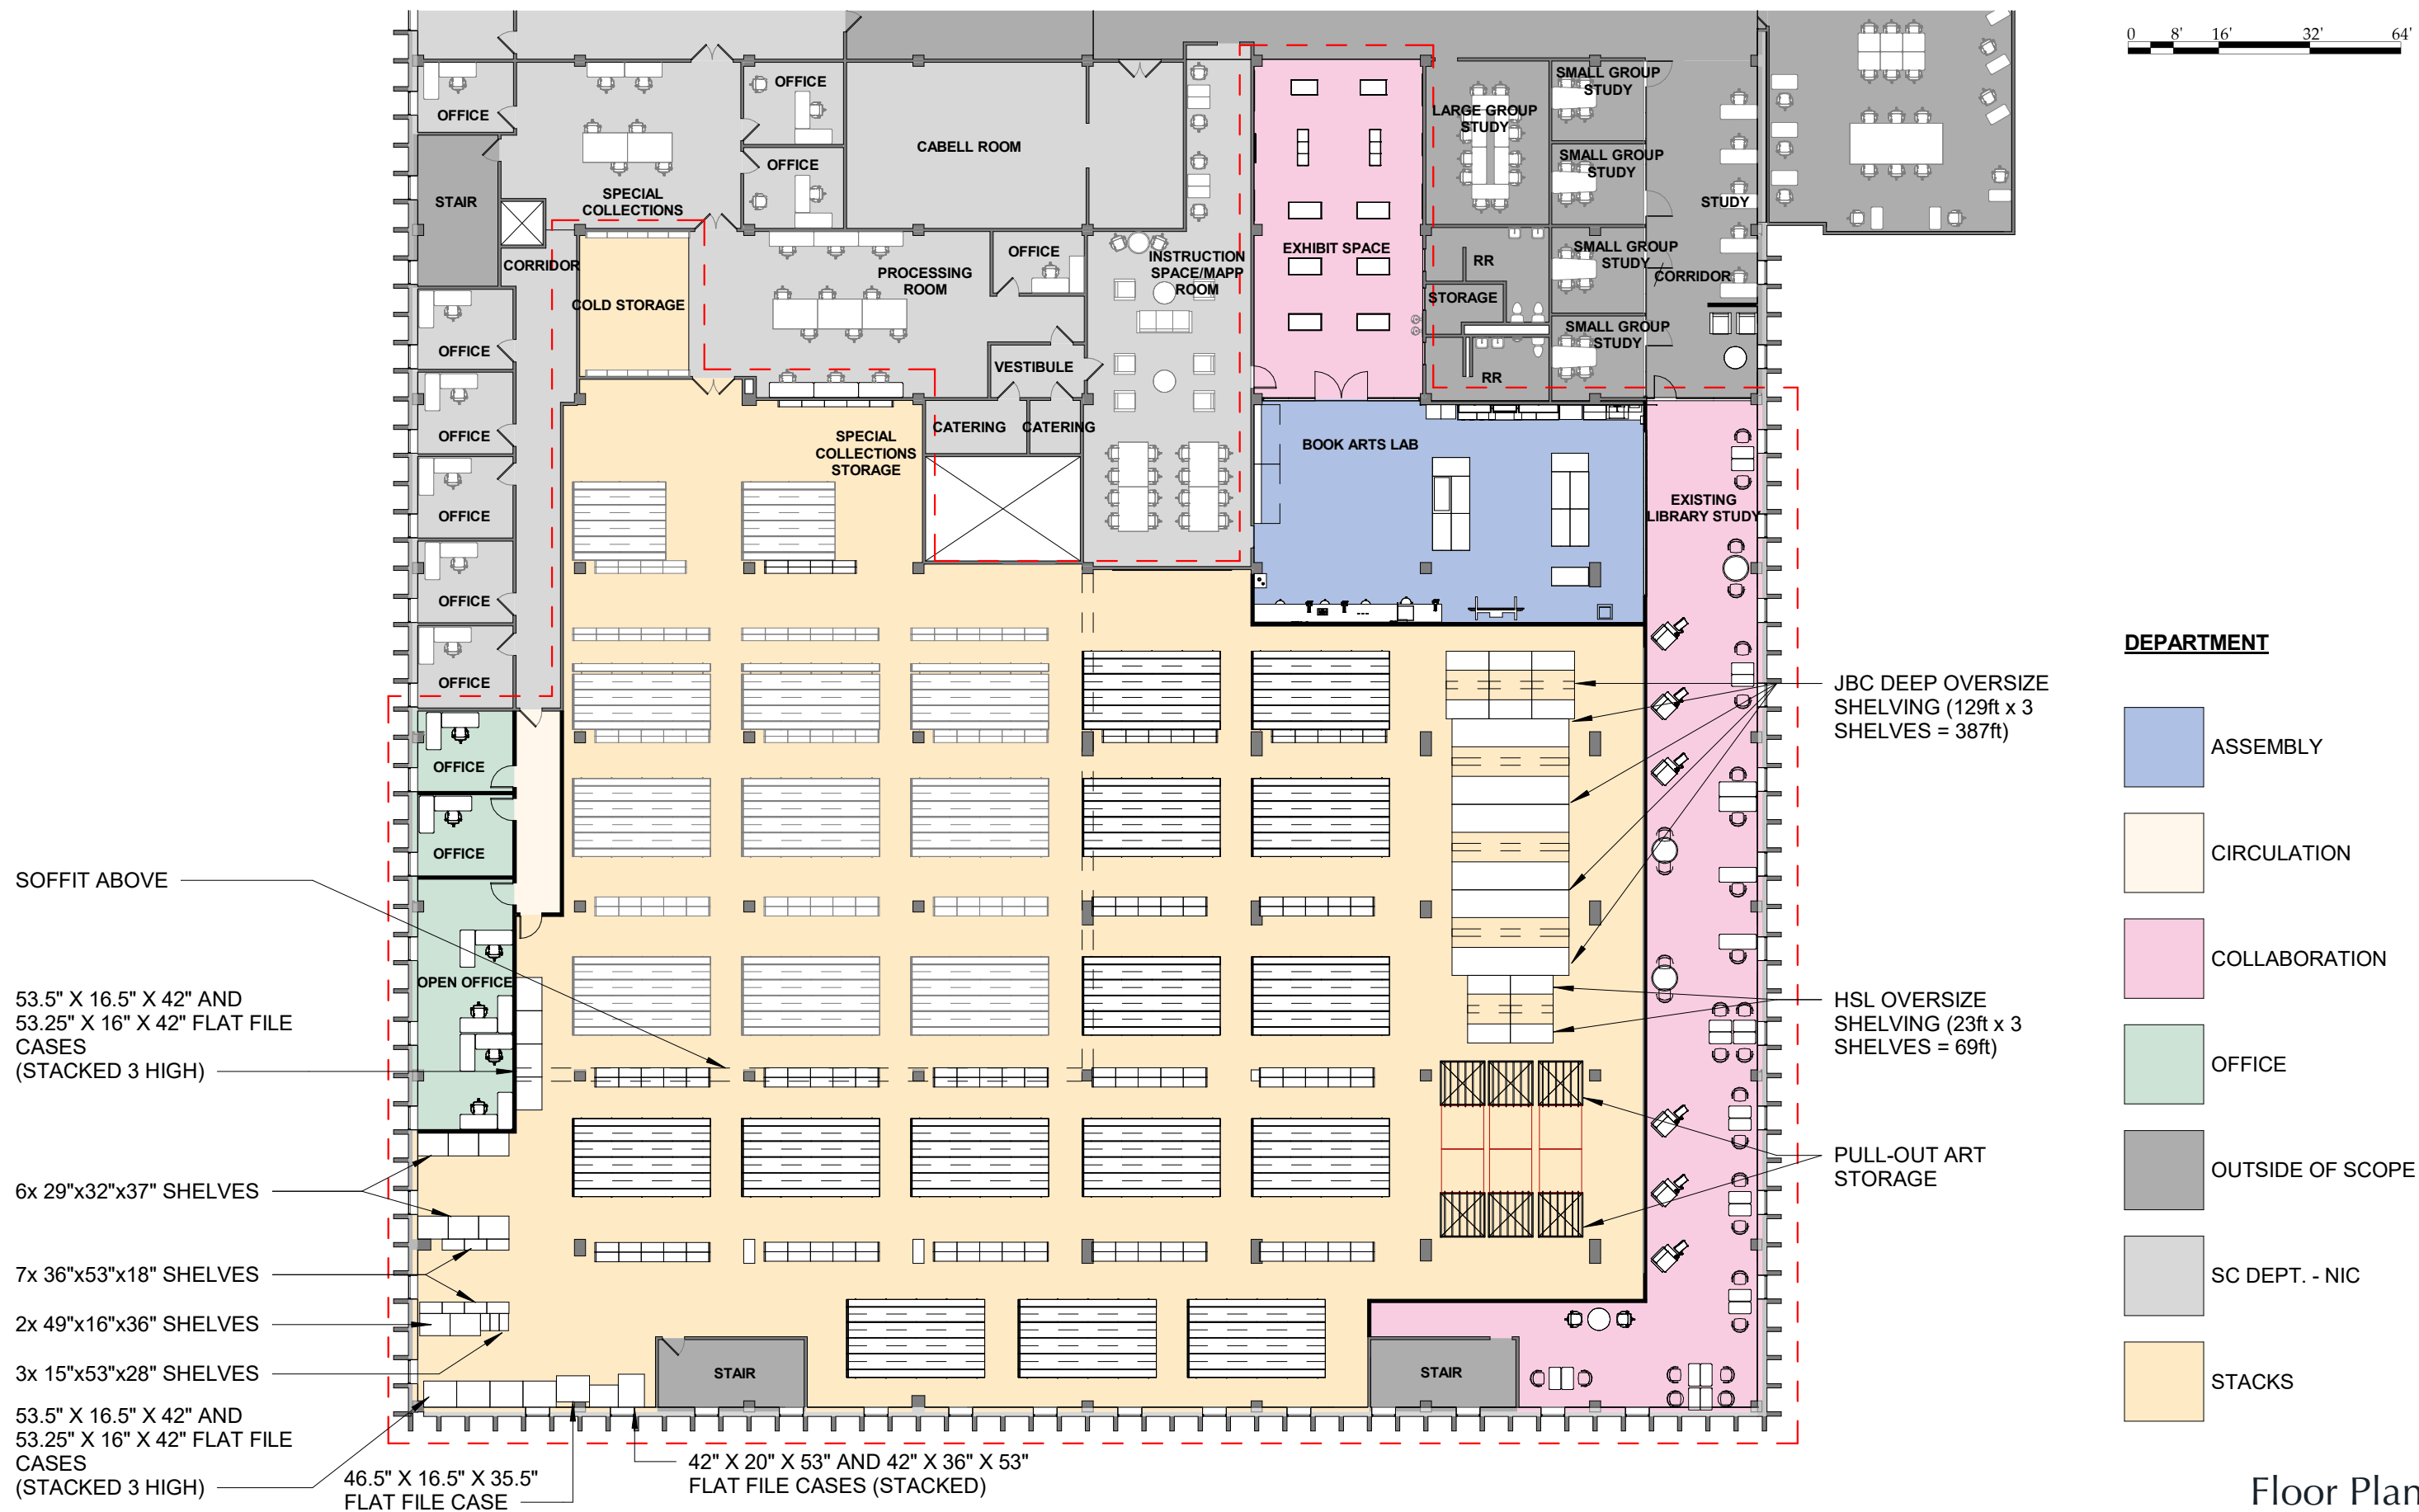 0 8' 16' 32' 64'
OFFICE
OFFICE
OFFICE
STAIR
SPECIAL
COLLECTIONS
CABELL ROOM
LARGE GROUP
STUDY
SMALL GROUP
STUDY
SMALL GROUP
STUDY
STUDY
CORRIDOR
COLD STORAGE
PROCESSING
ROOM
OFFICE
INSTRUCTION
SPACE/MAPP
ROOM
EXHIBIT SPACE
RR
STORAGE
RR
SMALL GROUP
STUDY
CORRIDOR
SMALL GROUP
STUDY
VESTIBULE
CATERING
CATERING
OFFICE
OFFICE
OFFICE
OFFICE
OFFICE
SPECIAL
COLLECTIONS
STORAGE
BOOK ARTS LAB
EXISTING
LIBRARY STUDY
OFFICE
OFFICE
OPEN OFFICE
STAIR
STAIR
SOFFIT ABOVE
53.5" X 16.5" X 42" AND
53.25" X 16" X 42" FLAT FILE
CASES
(STACKED 3 HIGH)
6x 29"x32"x37" SHELVES
7x 36"x53"x18" SHELVES
2x 49"x16"x36" SHELVES
3x 15"x53"x28" SHELVES
53.5" X 16.5" X 42" AND
53.25" X 16" X 42" FLAT FILE
CASES
(STACKED 3 HIGH)
46.5" X 16.5" X 35.5"
FLAT FILE CASE
42" X 20" X 53" AND 42" X 36" X 53"
FLAT FILE CASES (STACKED)
JBC DEEP OVERSIZE
SHELVING (129ft x 3
SHELVES = 387ft)
HSL OVERSIZE
SHELVING (23ft x 3
SHELVES = 69ft)
PULL-OUT ART
STORAGE
DEPARTMENT
ASSEMBLY
CIRCULATION
COLLABORATION
OFFICE
OUTSIDE OF SCOPE
SC DEPT. - NIC
STACKS
Floor Plan